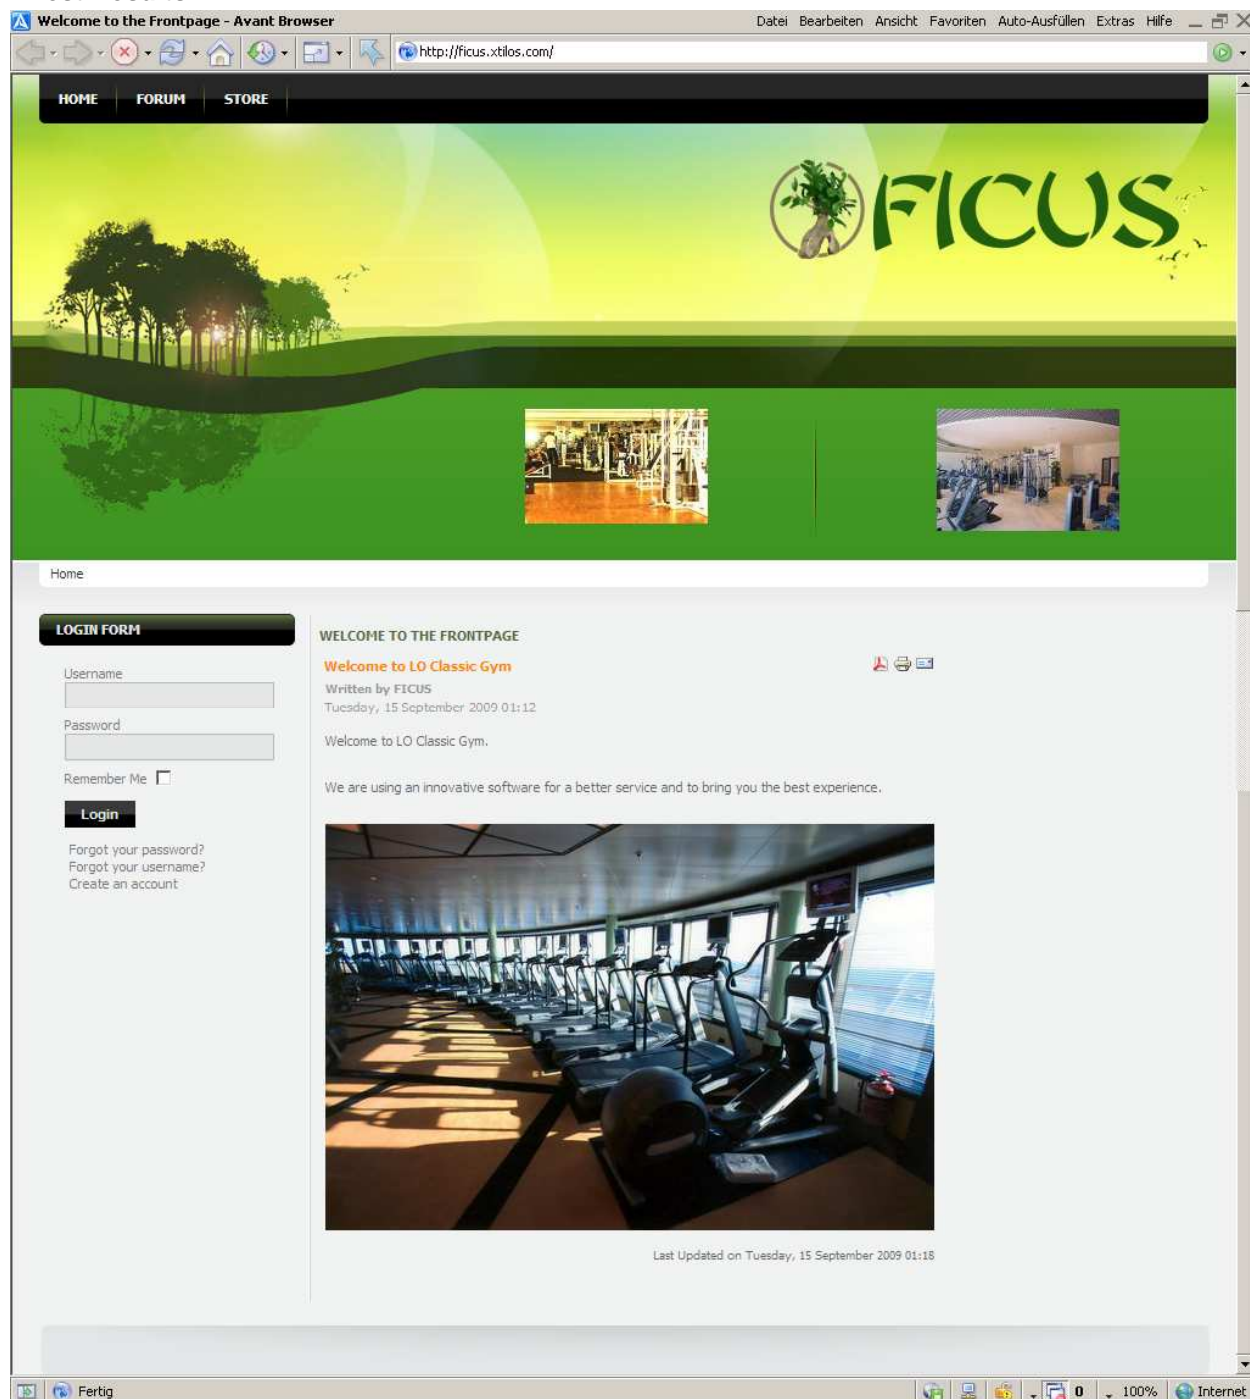 Welcome to the Frontpage - Avant Browser
Datei Bearbeiten Ansicht Favoriten Auto-Ausfüllen Extras Hilfe
http://ficus.xtilos.com/
HOME FORUM STORE
FICUS
Home
LOGIN FORM
Username
Password
Remember Me
Login
Forgot your password?
Forgot your username?
Create an account
WELCOME TO THE FRONTPAGE
Welcome to LO Classic Gym
Written by FICUS
Tuesday, 15 September 2009 01:12
Welcome to LO Classic Gym.
We are using an innovative software for a better service and to bring you the best experience.
Last Updated on Tuesday, 15 September 2009 01:18
Fertig
0 100% Internet